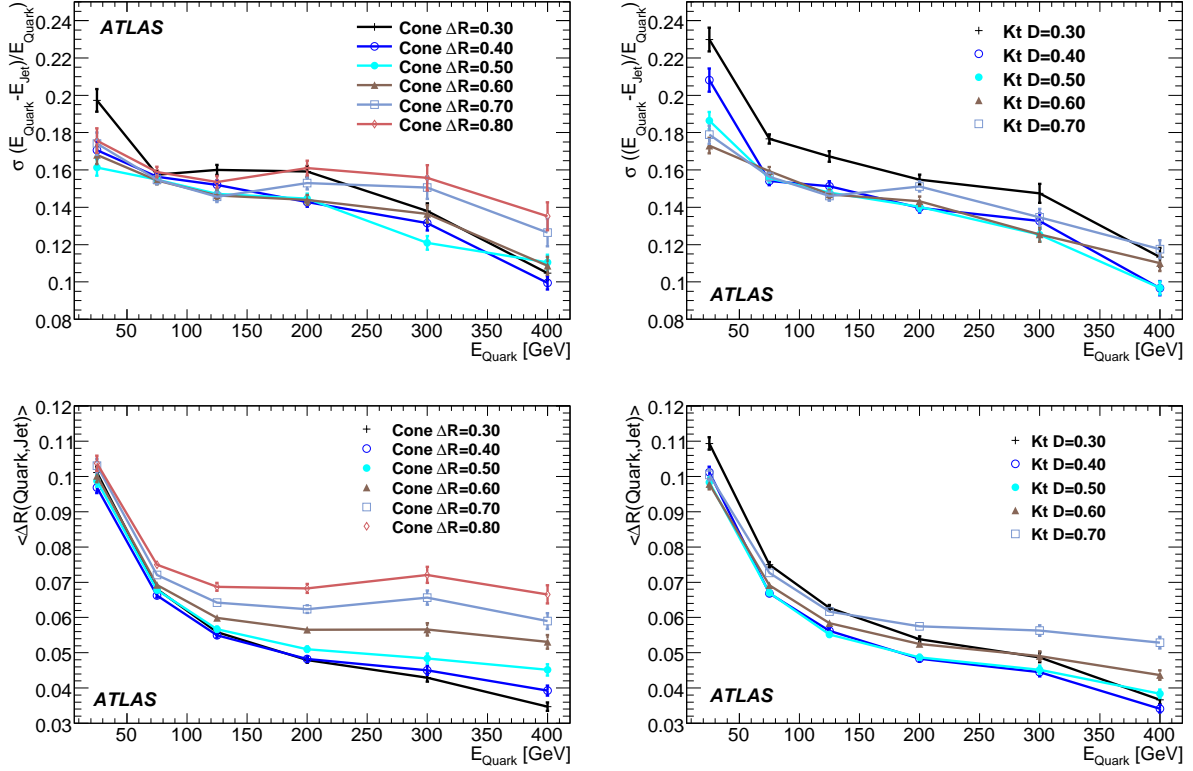 σ (E_Quark -E_Jet)/E_Quark)
0.24
0.22
0.2
0.18
0.16
0.14
0.12
0.1
0.08
ATLAS
Cone ΔR=0.30
Cone ΔR=0.40
Cone ΔR=0.50
Cone ΔR=0.60
Cone ΔR=0.70
Cone ΔR=0.80
50 100 150 200 250 300 350 400
E_Quark [GeV]
σ ((E_Quark -E_Jet)/E_Quark)
0.24
0.22
0.2
0.18
0.16
0.14
0.12
0.1
0.08
Kt D=0.30
Kt D=0.40
Kt D=0.50
Kt D=0.60
Kt D=0.70
ATLAS
50 100 150 200 250 300 350 400
E_Quark [GeV]
<ΔR(Quark,Jet)>
0.12
0.11
0.1
0.09
0.08
0.07
0.06
0.05
0.04
0.03
Cone ΔR=0.30
Cone ΔR=0.40
Cone ΔR=0.50
Cone ΔR=0.60
Cone ΔR=0.70
Cone ΔR=0.80
ATLAS
50 100 150 200 250 300 350 400
E_Quark [GeV]
<ΔR(Quark,Jet)>
0.12
0.11
0.1
0.09
0.08
0.07
0.06
0.05
0.04
0.03
Kt D=0.30
Kt D=0.40
Kt D=0.50
Kt D=0.60
Kt D=0.70
ATLAS
50 100 150 200 250 300 350 400
E_Quark [GeV]